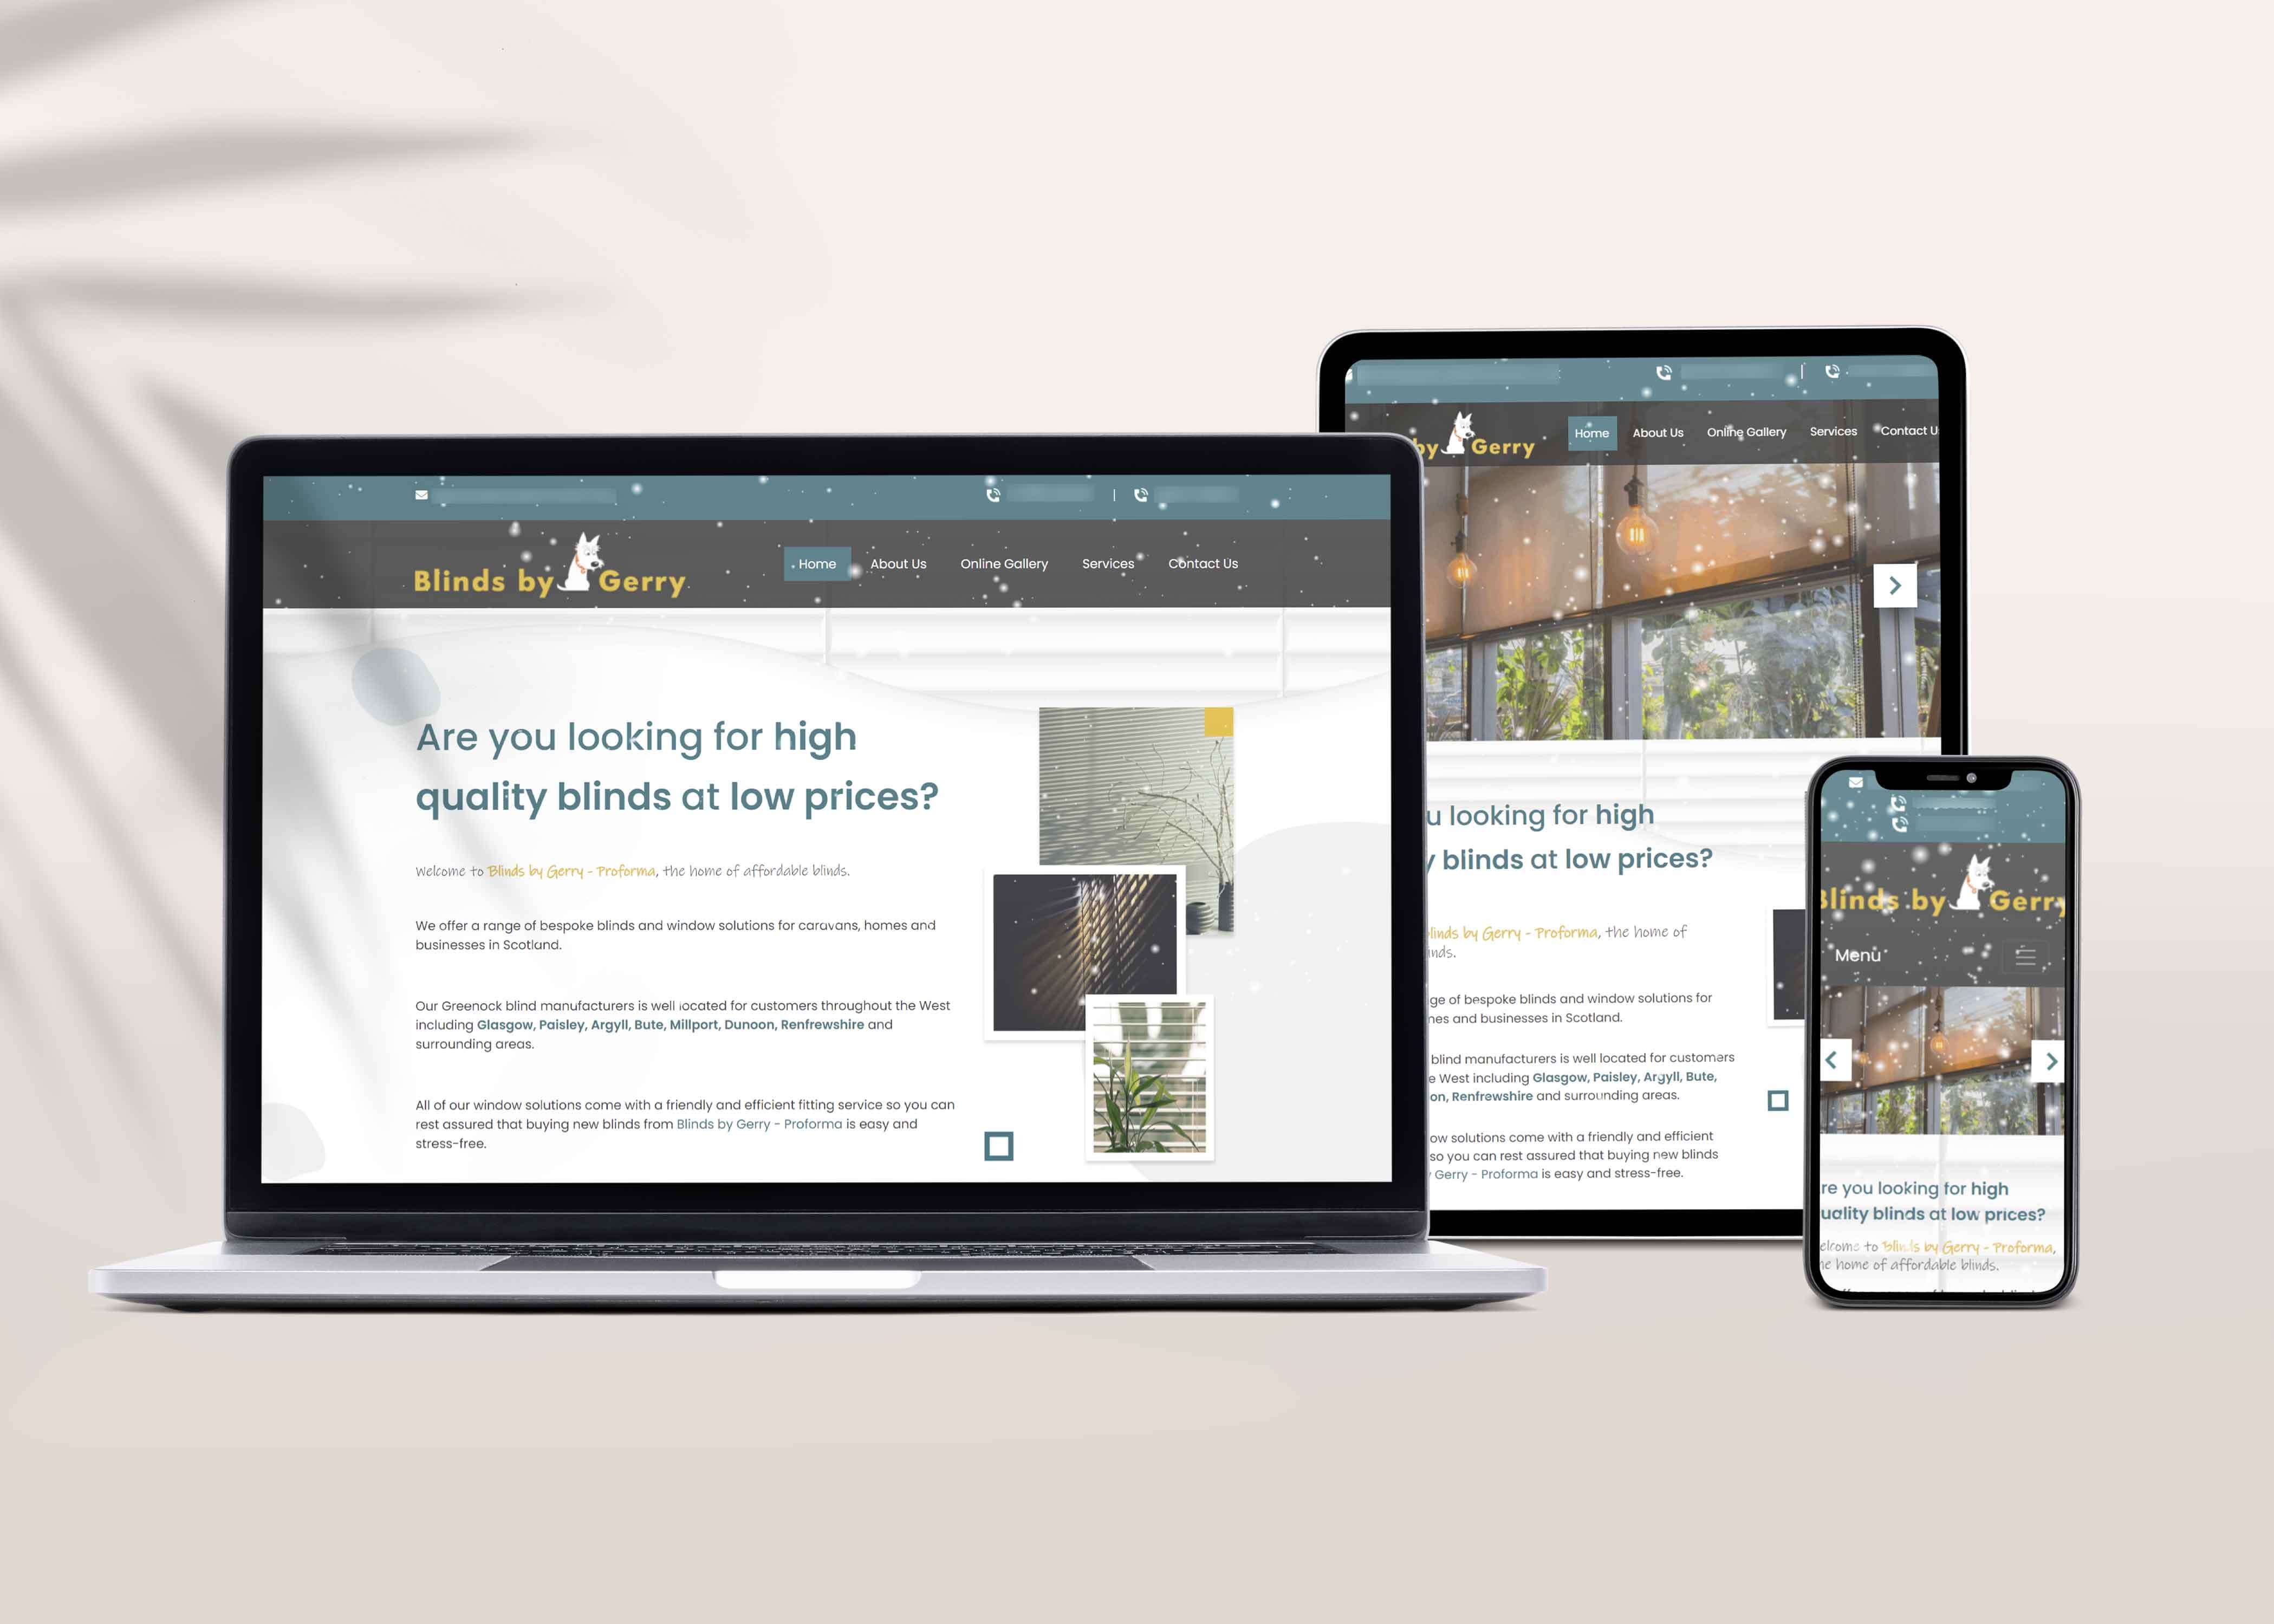 Blinds by Gerry
Home About Us Online Gallery Services Contact Us
Are you looking for high
quality blinds at low prices?
Welcome to Blinds by Gerry - Proforma, the home of affordable blinds.
We offer a range of bespoke blinds and window solutions for caravans, homes and
businesses in Scotland.
Our Greenock blind manufacturers is well located for customers throughout the West
including Glasgow, Paisley, Argyll, Bute, Millport, Dunoon, Renfrewshire and
surrounding areas.
All of our window solutions come with a friendly and efficient fitting service so you can
rest assured that buying new blinds from Blinds by Gerry - Proforma is easy and
stress-free.
by Gerry
Home About Us Online Gallery Services Contact U
u looking for high
y blinds at low prices?
linds by Gerry - Proforma, the home of
inds.
ge of bespoke blinds and window solutions for
mes and businesses in Scotland.
blind manufacturers is well located for customers
e West including Glasgow, Paisley, Argyll, Bute,
on, Renfrewshire and surrounding areas.
ow solutions come with a friendly and efficient
so you can rest assured that buying new blinds
Gerry - Proforma is easy and stress-free.
Blinds by Gerry
Menu
re you looking for high
uality blinds at low prices?
elcome to Blinds by Gerry - Proforma,
he home of affordable blinds.